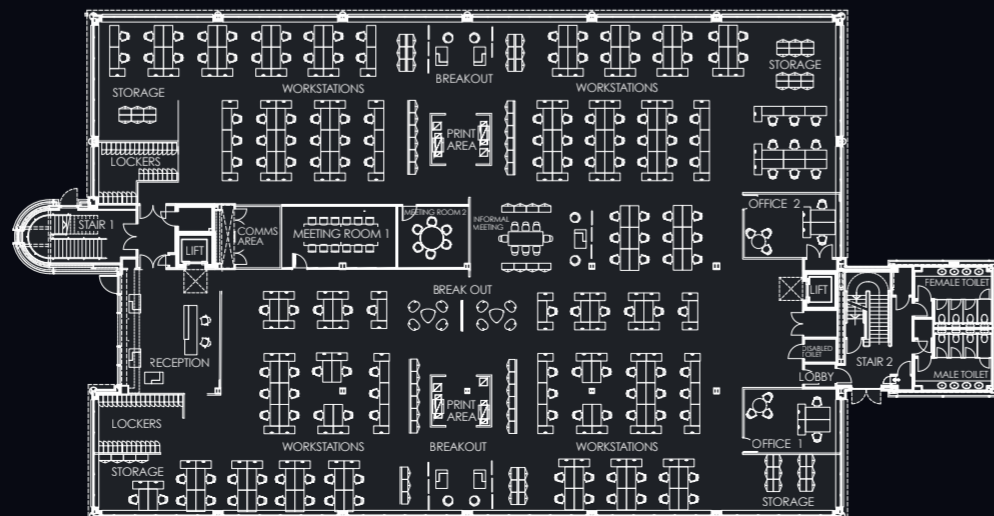 STORAGE
WORKSTATIONS
BREAKOUT
WORKSTATIONS
STORAGE
PRINT
AREA
LOCKERS
STAIR 1
LIFT
COMMS
AREA
MEETING ROOM 1
MEETING ROOM 2
INFORMAL
MEETING
OFFICE 2
BREAK OUT
LIFT
FEMALE TOILET
RECEPTION
DISABLED
TOILET
STAIR 2
LOBBY
MALE TOILET
LOCKERS
PRINT
AREA
WORKSTATIONS
BREAKOUT
WORKSTATIONS
OFFICE 1
STORAGE
STORAGE